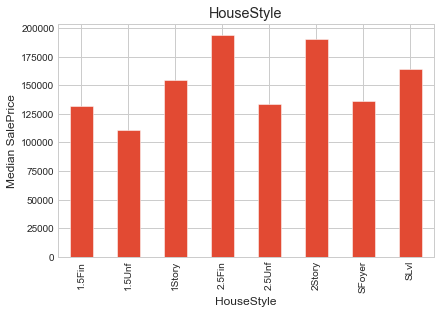 HouseStyle
Median SalePrice
200000
175000
150000
125000
100000
75000
50000
25000
0
1.5Fin
1.5Unf
1Story
2.5Fin
2.5Unf
2Story
SFoyer
SLvl
HouseStyle